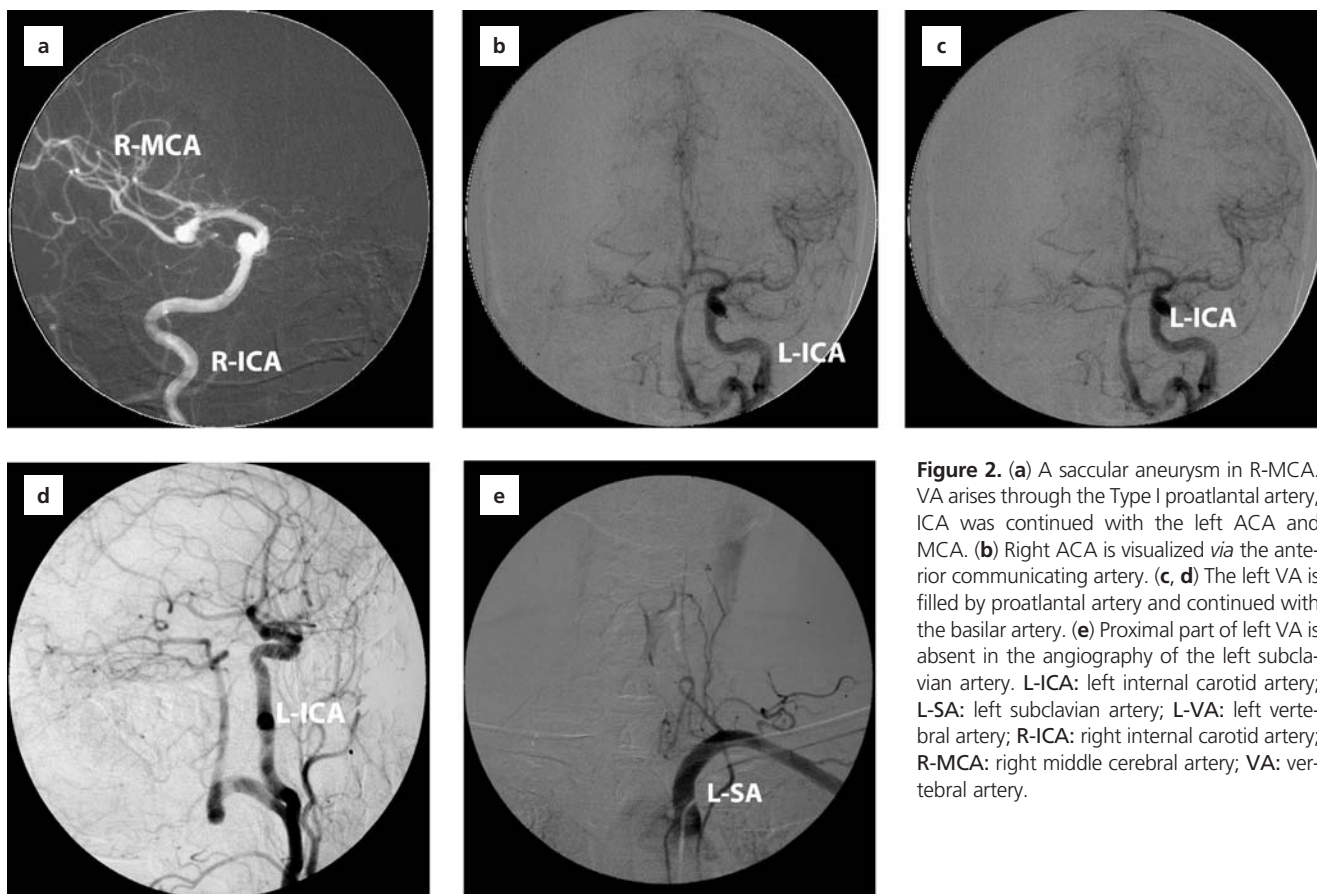 a
R-MCA
R-ICA
b
L-ICA
c
L-ICA
d
L-ICA
e
L-SA
Figure 2. (a) A saccular aneurysm in R-MCA.
VA arises through the Type I proatlantal artery,
ICA was continued with the left ACA and
MCA. (b) Right ACA is visualized via the ante-
rior communicating artery. (c, d) The left VA is
filled by proatlantal artery and continued with
the basilar artery. (e) Proximal part of left VA is
absent in the angiography of the left subcla-
vian artery. L-ICA: left internal carotid artery;
L-SA: left subclavian artery; L-VA: left verte-
bral artery; R-ICA: right internal carotid artery;
R-MCA: right middle cerebral artery; VA: ver-
tebral artery.